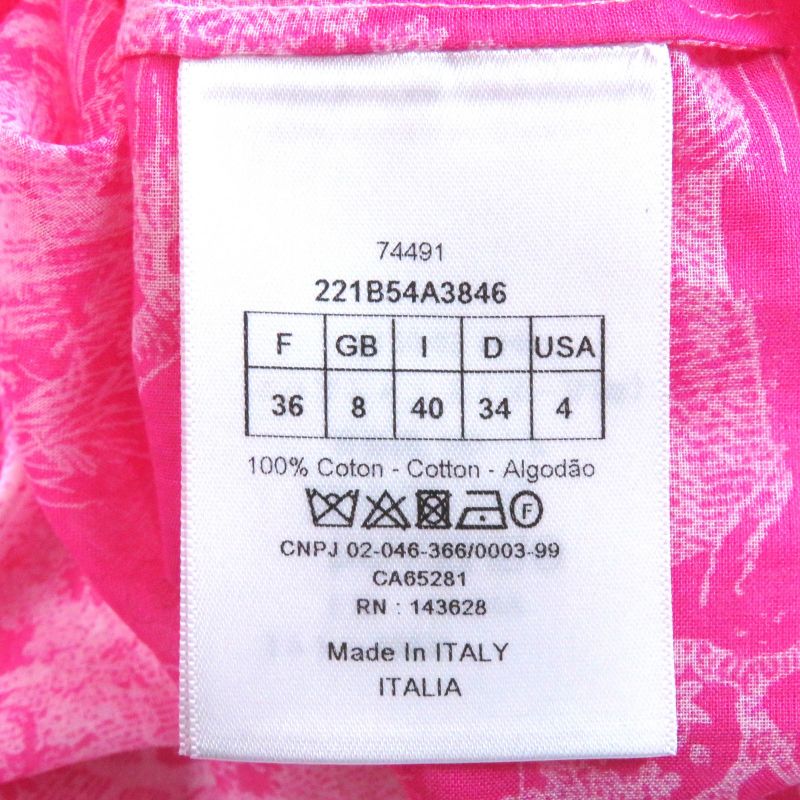 74491
221B54A3846
F GB I D USA
36 8 40 34 4
100% Coton - Cotton - Algodão
F
CNPJ 02-046-366/0003-99
CA65281
RN : 143628
Made In ITALY
ITALIA